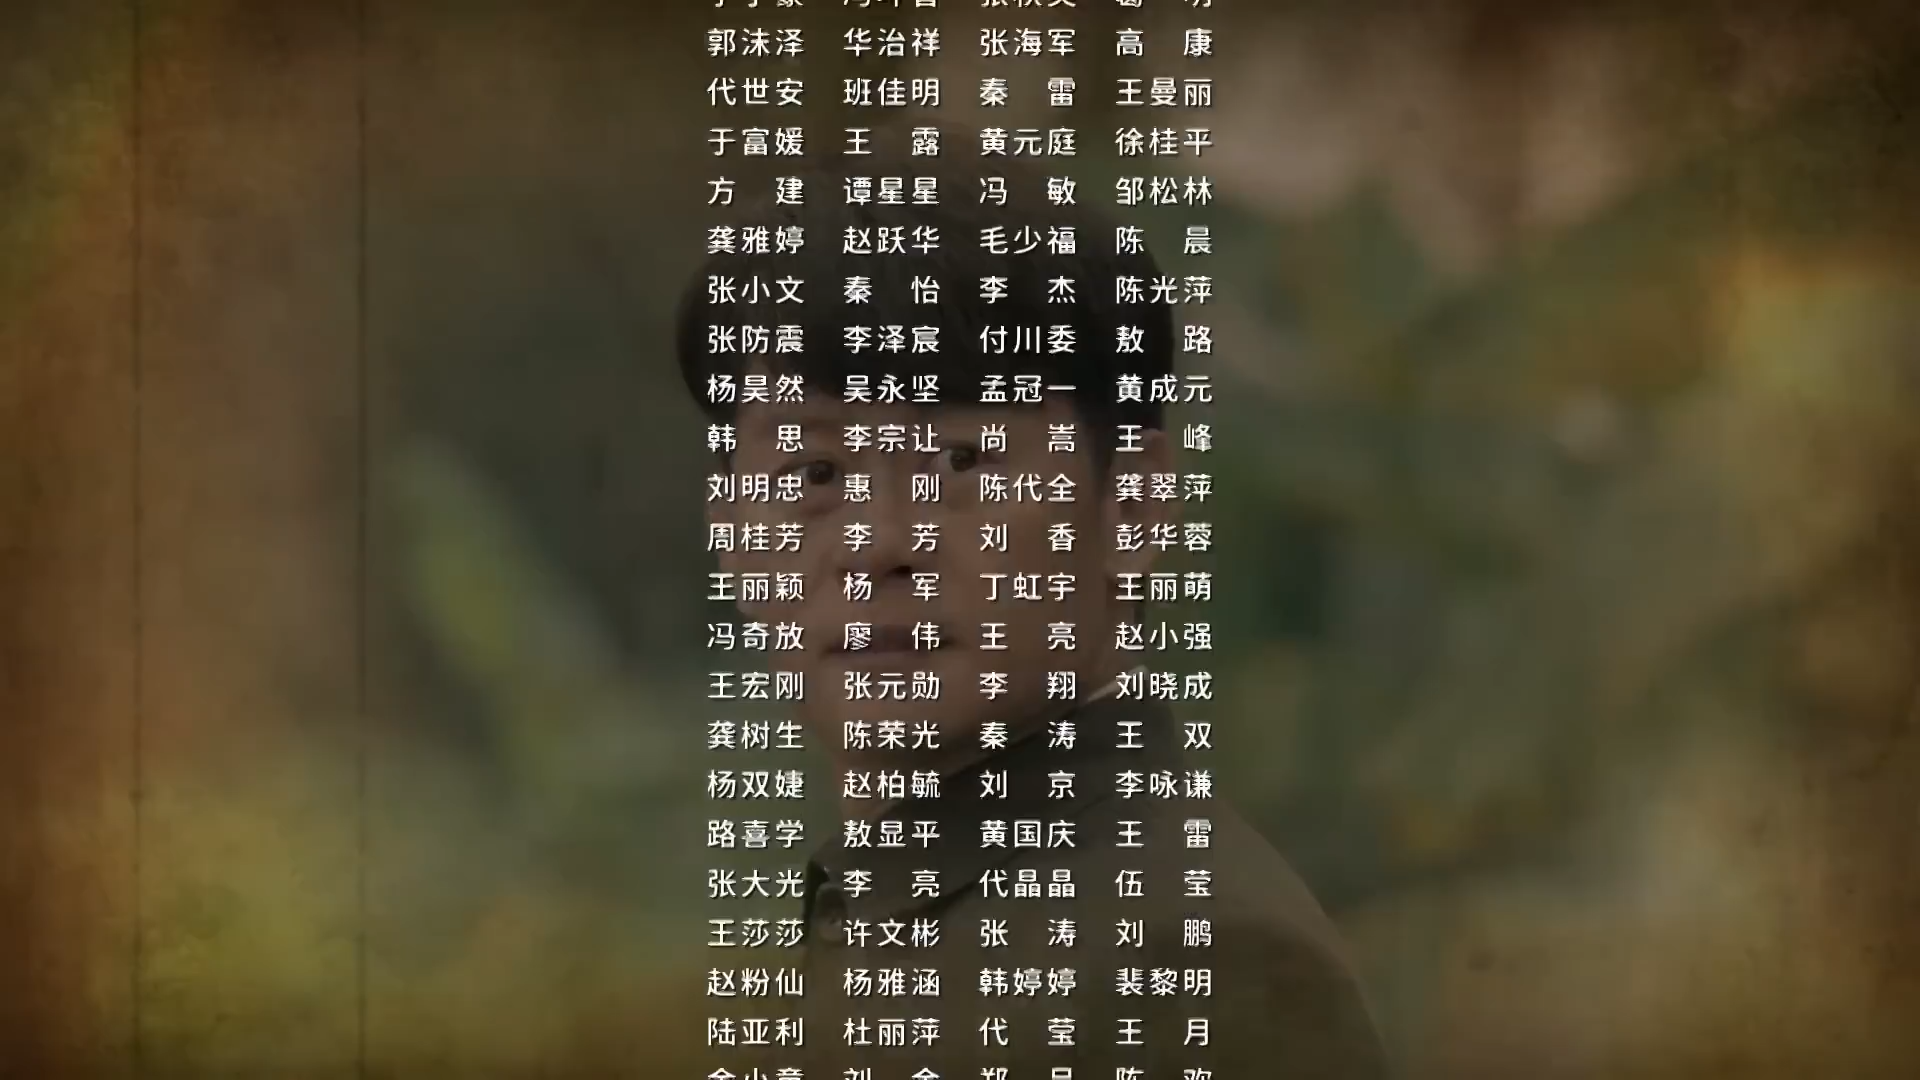 郭沫泽 华治祥 张海军 高 康
代世安 班佳明 秦 雷 王曼丽
于富媛 王 露 黄元庭 徐桂平
方 建 谭星星 冯 敏 邹松林
龚雅婷 赵跃华 毛少福 陈 晨
张小文 秦 怡 李 杰 陈光萍
张防震 李泽宸 付川委 敖 路
杨昊然 吴永坚 孟冠一 黄成元
韩 思 李宗让 尚 嵩 王 峰
刘明忠 惠 刚 陈代全 龚翠萍
周桂芳 李 芳 刘 香 彭华蓉
王丽颖 杨 军 丁虹宇 王丽萌
冯奇放 廖 伟 王 亮 赵小强
王宏刚 张元勋 李 翔 刘晓成
龚树生 陈荣光 秦 涛 王 双
杨双婕 赵柏毓 刘 京 李咏谦
路喜学 敖显平 黄国庆 王 雷
张大光 李 亮 代晶晶 伍 莹
王莎莎 许文彬 张 涛 刘 鹏
赵粉仙 杨雅涵 韩婷婷 裴黎明
陆亚利 杜丽萍 代 莹 王 月